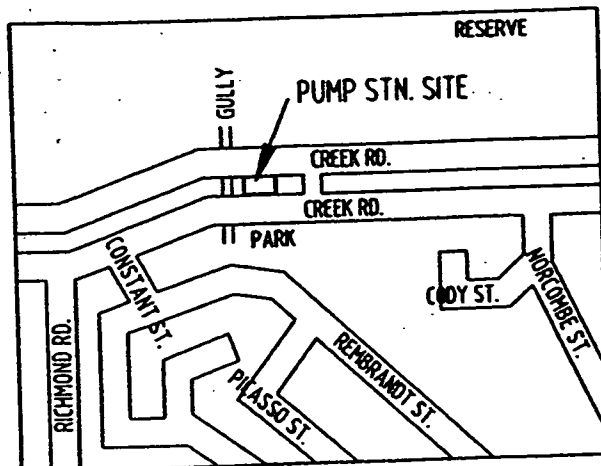 RESERVE
GULLY
PUMP STN. SITE
CREEK RD.
CREEK RD.
PARK
CONSTANT ST.
CODY ST.
NORCOMBE ST.
RICHMOND RD.
PICASSO ST.
REMBRANDT ST.